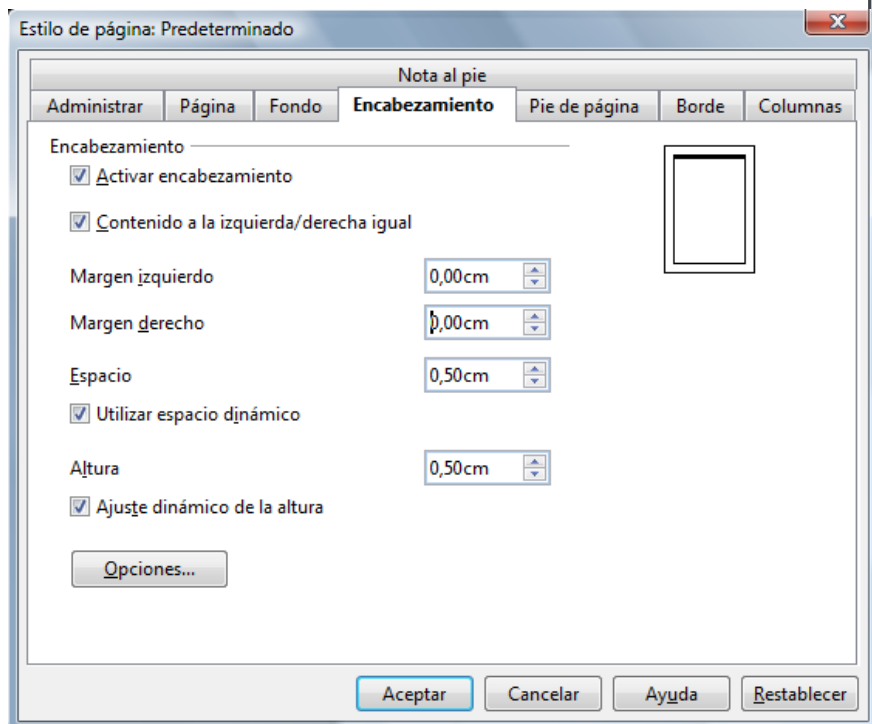 Estilo de página: Predeterminado
Nota al pie
Administrar Página Fondo Encabezamiento Pie de página Borde Columnas
Encabezamiento
Activar encabezamiento
Contenido a la izquierda/derecha igual
Margen izquierdo 0,00cm
Margen derecho 0,00cm
Espacio 0,50cm
Utilizar espacio dinámico
Altura 0,50cm
Ajuste dinámico de la altura
Opciones...
Aceptar Cancelar Ayuda Restablecer